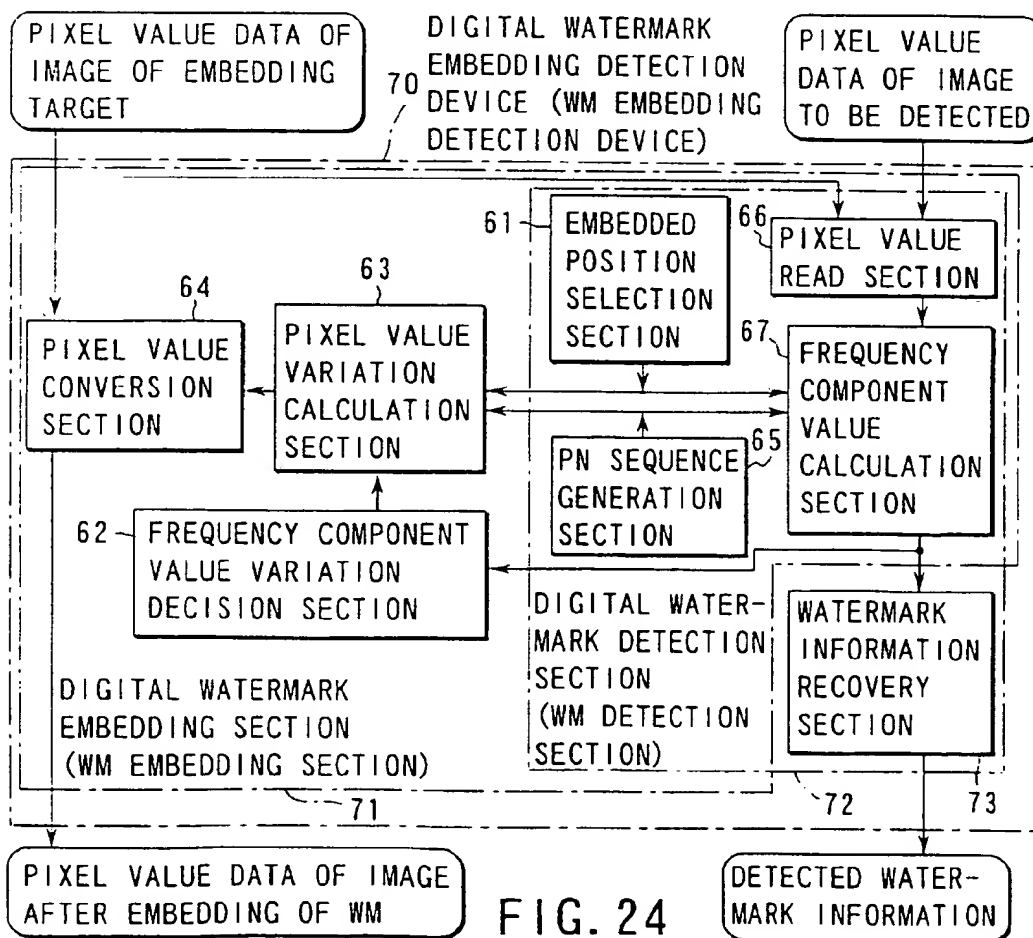 PIXEL VALUE DATA OF
IMAGE OF EMBEDDING
TARGET
70
DIGITAL WATERMARK
EMBEDDING DETECTION
DEVICE (WM EMBEDDING
DETECTION DEVICE)
PIXEL VALUE
DATA OF IMAGE
TO BE DETECTED
61
EMBEDDED
POSITION
SELECTION
SECTION
66
PIXEL VALUE
READ SECTION
64
PIXEL VALUE
CONVERSION
SECTION
63
PIXEL VALUE
VARIATION
CALCULATION
SECTION
67
FREQUENCY
COMPONENT
VALUE
CALCULATION
SECTION
65
PN SEQUENCE
GENERATION
SECTION
62
FREQUENCY COMPONENT
VALUE VARIATION
DECISION SECTION
DIGITAL WATER-
MARK DETECTION
SECTION
(WM DETECTION
SECTION)
WATERMARK
INFORMATION
RECOVERY
SECTION
DIGITAL WATERMARK
EMBEDDING SECTION
(WM EMBEDDING SECTION)
71
72
73
PIXEL VALUE DATA OF IMAGE
AFTER EMBEDDING OF WM
FIG. 24
DETECTED WATER-
MARK INFORMATION